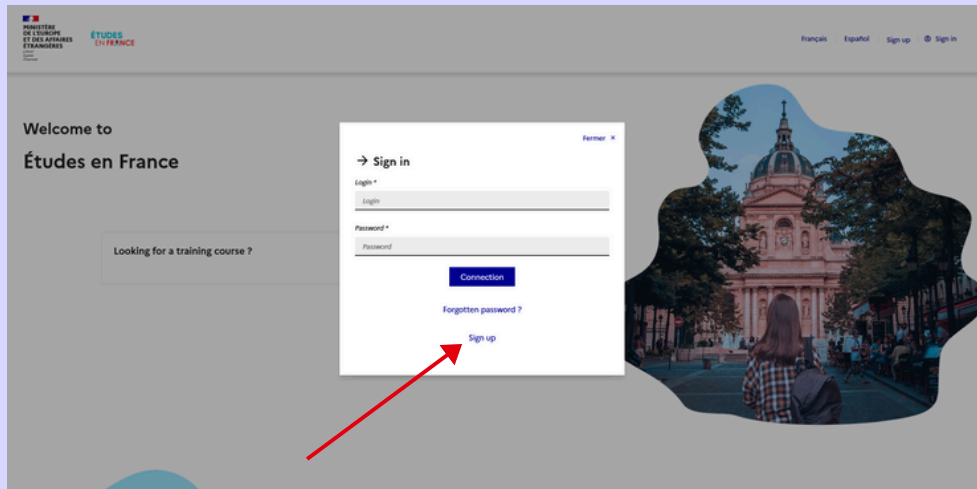 MINISTÈRE
DE L'EUROPE
ET DES AFFAIRES
ÉTRANGÈRES
ÉTUDES
EN FRANCE
Français Español Sign up Sign in
Welcome to
Études en France
Looking for a training course ?
Fermer ×
→ Sign in
Login *
Login
Password *
Password
Connection
Forgotten password ?
Sign up